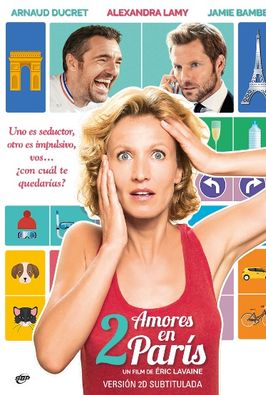 ARNAUD DUCRET ALEXANDRA LAMY JAMIE BAMBE
Uno es seductor,
otro es impulsivo,
vos...
¿con cuál te
quedarías?
2 Amores en
París
UN FILM DE ÉRIC LAVAINE
VERSIÓN 2D SUBTITULADA